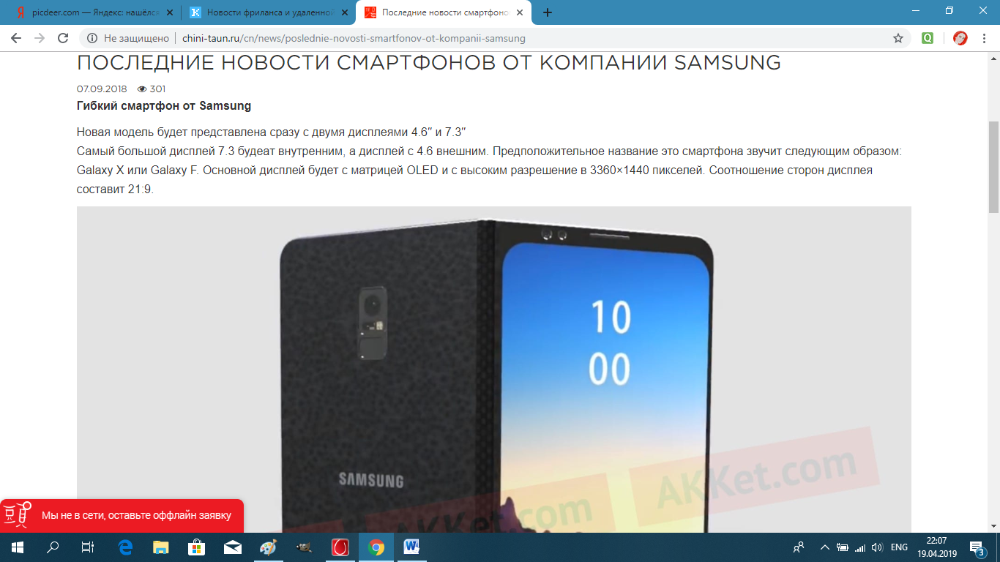 picdeer.com — Яндекс: нашёлся
Новости фриланса и удаленной
Последние новости смартфоно
Не защищено
chini-taun.ru/cn/news/poslednie-novosti-smartfonov-ot-kompanii-samsung
ПОСЛЕДНИЕ НОВОСТИ СМАРТФОНОВ ОТ КОМПАНИИ SAMSUNG
07.09.2018 301
Гибкий смартфон от Samsung
Новая модель будет представлена сразу с двумя дисплеями 4.6″ и 7.3″
Самый большой дисплей 7.3 будеат внутренним, а дисплей с 4.6 внешним. Предположительное название это смартфона звучит следующим образом:
Galaxy X или Galaxy F. Основной дисплей будет с матрицей OLED и с высоким разрешение в 3360×1440 пикселей. Соотношение сторон дисплея
составит 21:9.
10
00
SAMSUNG
AKKet.com
AKKet.com
Мы не в сети, оставьте оффлайн заявку
ENG
22:07
19.04.2019
3